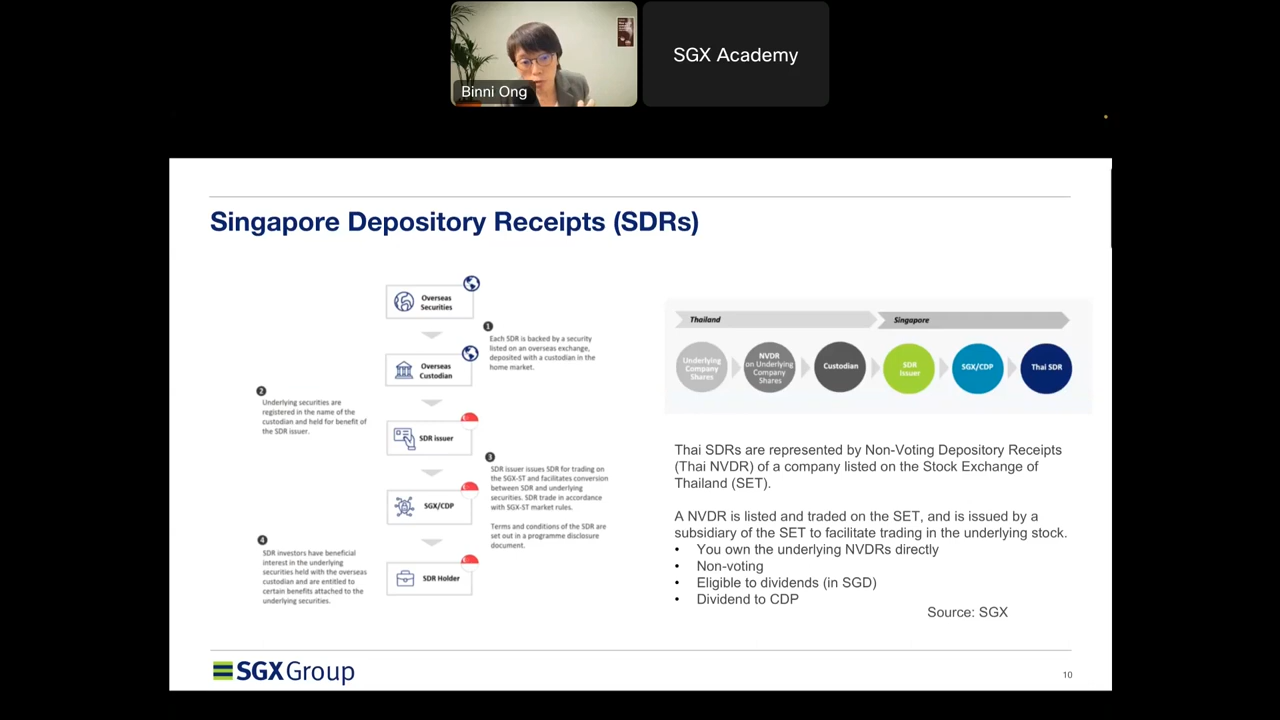 Binni Ong
SGX Academy
Singapore Depository Receipts (SDRs)
Overseas
Securities
1
Each SDR is backed by a security
listed on an overseas exchange,
deposited with a custodian in the
home market.
Overseas
Custodian
2
Underlying securities are
registered in the name of the
custodian and held for benefit of
the SDR issuer.
SDR issuer
3
SDR issuer issues SDR for trading on
the SGX-ST and facilitates conversion
between SDR and underlying
securities. SDR trade in accordance
with SGX-ST market rules.
Terms and conditions of the SDR are
set out in a programme disclosure
document.
SGX/CDP
4
SDR investors have beneficial
interest in the underlying
securities held with the overseas
custodian and are entitled to
certain benefits attached to the
underlying securities.
SDR Holder
Thailand
Singapore
Underlying
Company
Shares
NVDR
on Underlying
Company
Shares
Custodian
SDR
Issuer
SGX/CDP
Thai SDR
Thai SDRs are represented by Non-Voting Depository Receipts
(Thai NVDR) of a company listed on the Stock Exchange of
Thailand (SET).
A NVDR is listed and traded on the SET, and is issued by a
subsidiary of the SET to facilitate trading in the underlying stock.
• You own the underlying NVDRs directly
• Non-voting
• Eligible to dividends (in SGD)
• Dividend to CDP
Source: SGX
SGXGroup
10